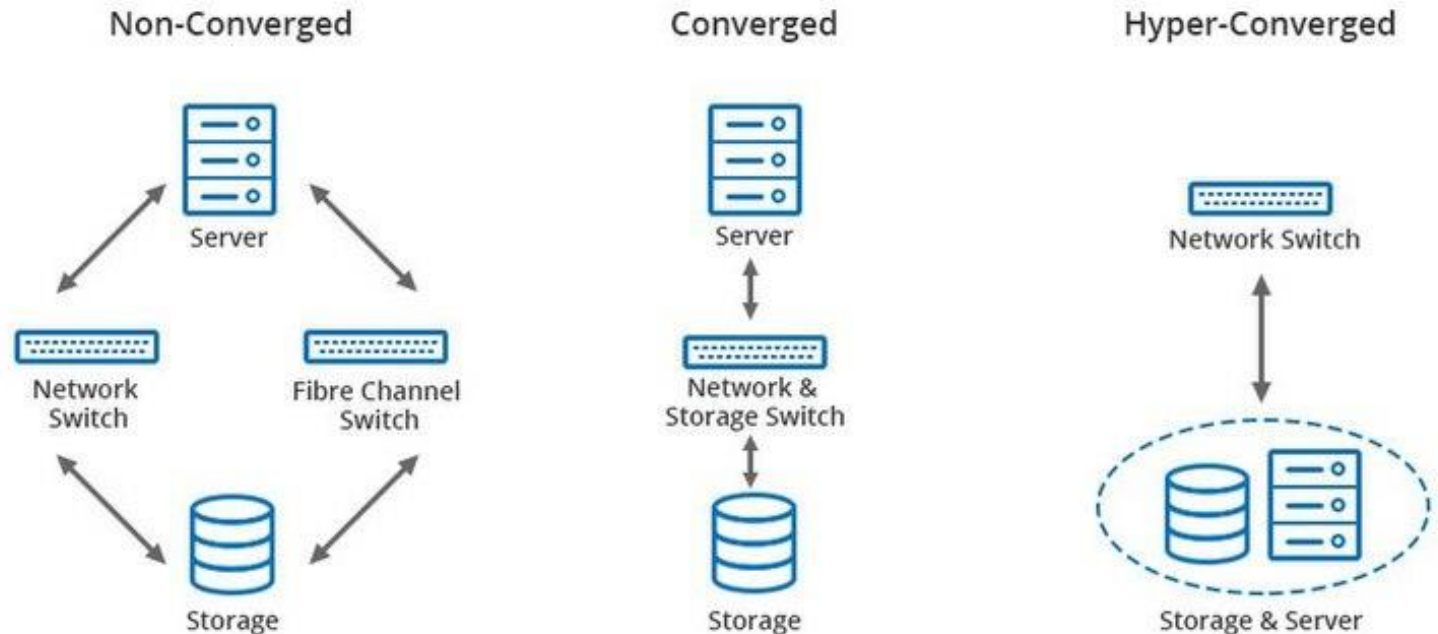 Non-Converged
Server
Network
Switch
Fibre Channel
Switch
Storage
Converged
Server
Network &
Storage Switch
Storage
Hyper-Converged
Network Switch
Storage & Server